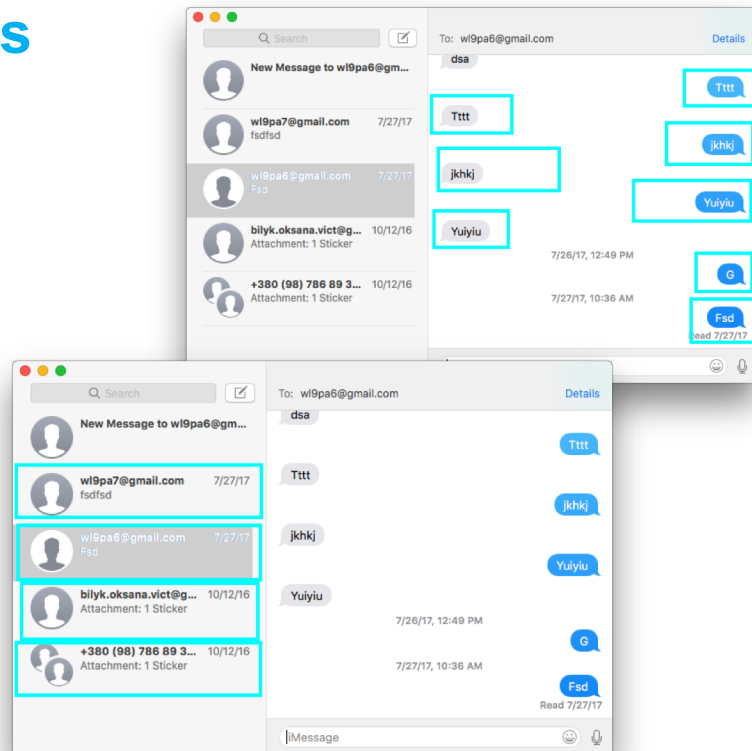 s
Search
To: wl9pa6@gmail.com
Details
New Message to wl9pa6@gm...
wl9pa7@gmail.com 7/27/17
fsdfsd
wl9pa6@gmail.com 7/27/17
Fsd
bilyk.oksana.vict@g... 10/12/16
Attachment: 1 Sticker
+380 (98) 786 89 3... 10/12/16
Attachment: 1 Sticker
dsa
Tttt
Tttt
jkhkj
jkhkj
Yuiyiu
Yuiyiu
7/26/17, 12:49 PM
G
7/27/17, 10:36 AM
Fsd
Read 7/27/17
Search
To: wl9pa6@gmail.com
Details
New Message to wl9pa6@gm...
wl9pa7@gmail.com 7/27/17
fsdfsd
wl9pa6@gmail.com 7/27/17
Fsd
bilyk.oksana.vict@g... 10/12/16
Attachment: 1 Sticker
+380 (98) 786 89 3... 10/12/16
Attachment: 1 Sticker
dsa
Tttt
Tttt
jkhkj
jkhkj
Yuiyiu
Yuiyiu
7/26/17, 12:49 PM
G
7/27/17, 10:36 AM
Fsd
Read 7/27/17
iMessage